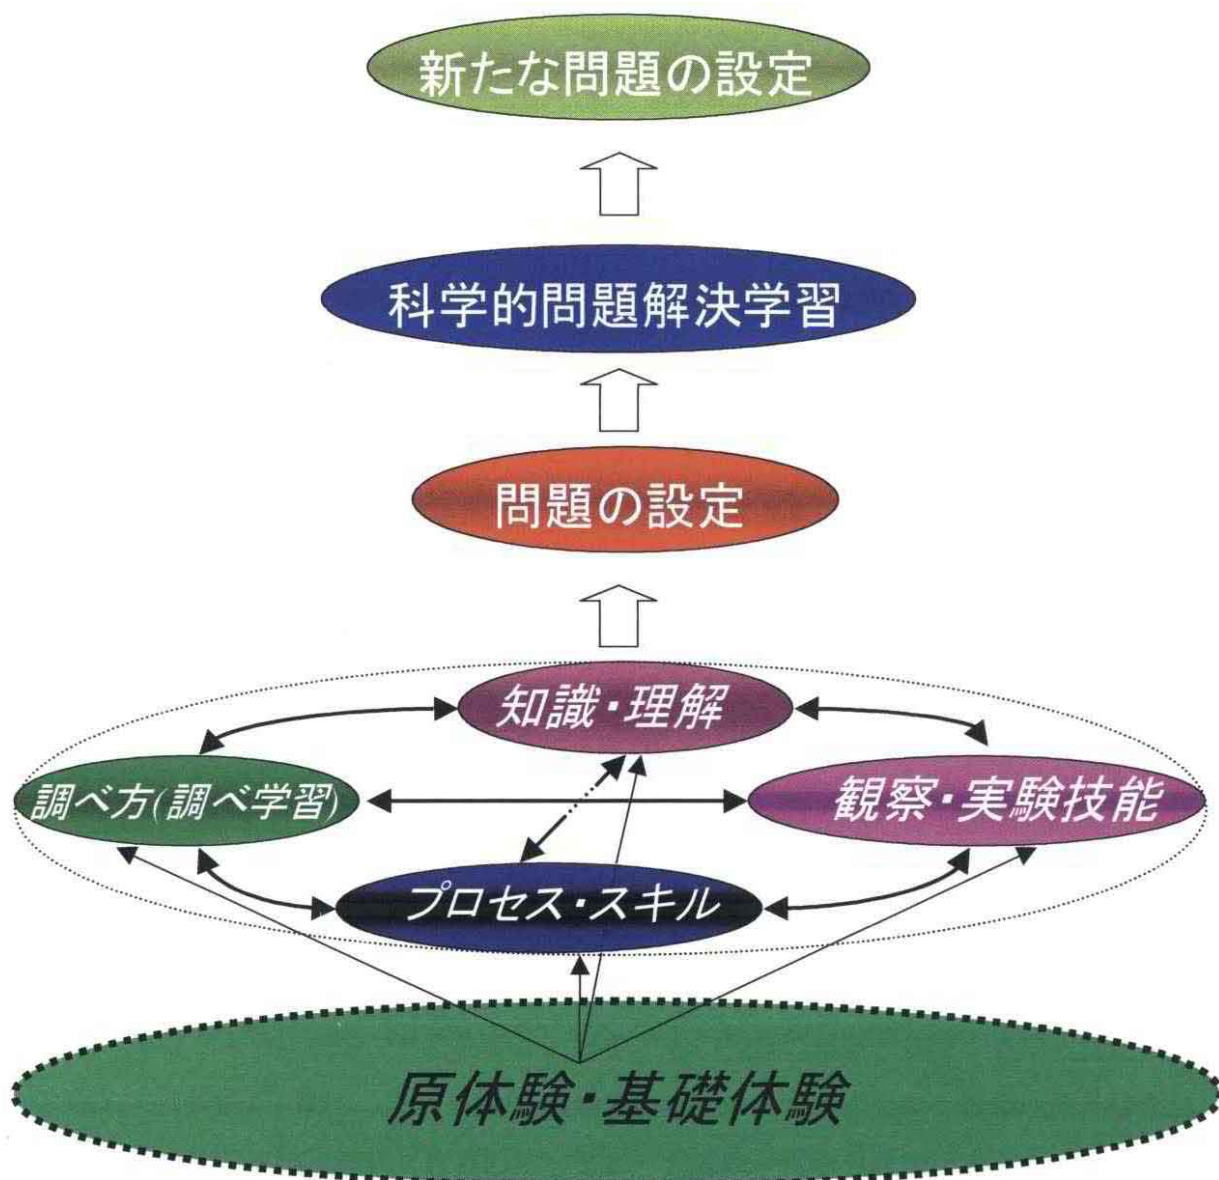 新たな問題の設定
科学的問題解決学習
問題の設定
知識・理解
調べ方(調べ学習)
観察・実験技能
プロセス・スキル
原体験・基礎体験